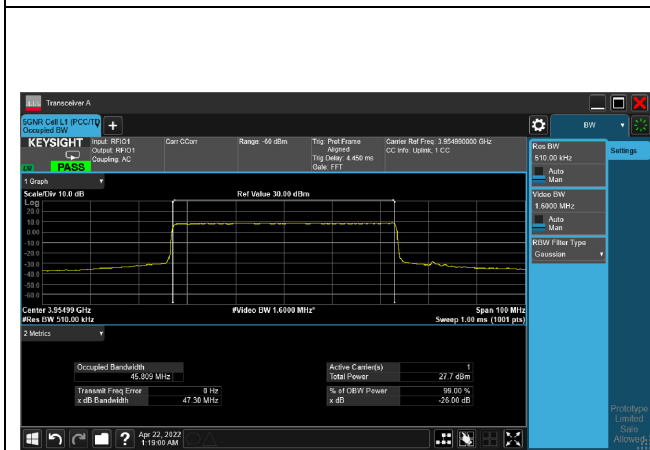 Transceiver A
5GNR Cell L1 (PCC/TD
Occupied BW
+
BW
KEYSIGHT
LXI
PASS
Input: RFIO1
Output: RFIO1
Coupling: AC
Corr CCorr
Range: -60 dBm
Trig: Pret Frame
Aligned
Trig Delay: 4.450 ms
Gate: FFT
Carrier Ref Freq: 3.954990000 GHz
CC Info: Uplink, 1 CC
Res BW
510.00 kHz
Auto
Man
Settings
Video BW
1.6000 MHz
Auto
Man
RBW Filter Type
Gaussian
1 Graph
Scale/Div 10.0 dB
Ref Value 30.00 dBm
Log
20.0
10.0
0.00
-10.0
-20.0
-30.0
-40.0
-50.0
-60.0
Center 3.95499 GHz
#Video BW 1.6000 MHz*
Span 100 MHz
#Res BW 510.00 kHz
Sweep 1.00 ms (1001 pts)
2 Metrics
Occupied Bandwidth
45.809 MHz
Active Carrier(s) 1
Total Power 27.7 dBm
Transmit Freq Error 0 Hz
% of OBW Power 99.00 %
x dB Bandwidth 47.30 MHz
x dB -26.00 dB
Prototype
Limited
Sale
Allowed
?
Apr 22, 2022
1:19:00 AM